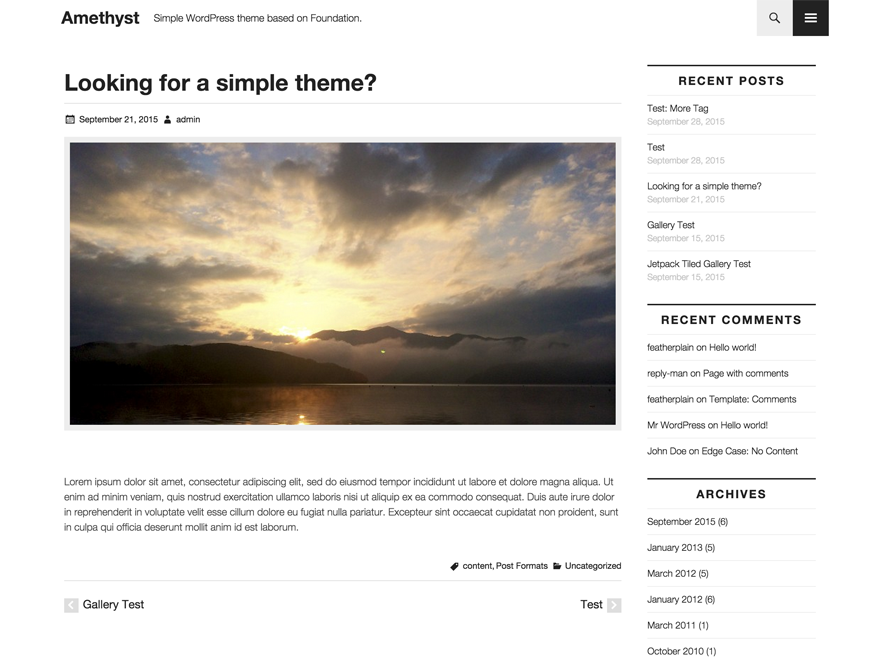 Amethyst Simple WordPress theme based on Foundation.
Looking for a simple theme?
September 21, 2015 admin
Lorem ipsum dolor sit amet, consectetur adipiscing elit, sed do eiusmod tempor incididunt ut labore et dolore magna aliqua. Ut
enim ad minim veniam, quis nostrud exercitation ullamco laboris nisi ut aliquip ex ea commodo consequat. Duis aute irure dolor
in reprehenderit in voluptate velit esse cillum dolore eu fugiat nulla pariatur. Excepteur sint occaecat cupidatat non proident, sunt
in culpa qui officia deserunt mollit anim id est laborum.
content, Post Formats Uncategorized
Gallery Test
Test
RECENT POSTS
Test: More Tag
September 28, 2015
Test
September 28, 2015
Looking for a simple theme?
September 21, 2015
Gallery Test
September 15, 2015
Jetpack Tiled Gallery Test
September 15, 2015
RECENT COMMENTS
featherplain on Hello world!
reply-man on Page with comments
featherplain on Template: Comments
Mr WordPress on Hello world!
John Doe on Edge Case: No Content
ARCHIVES
September 2015 (6)
January 2013 (5)
March 2012 (5)
January 2012 (6)
March 2011 (1)
October 2010 (1)